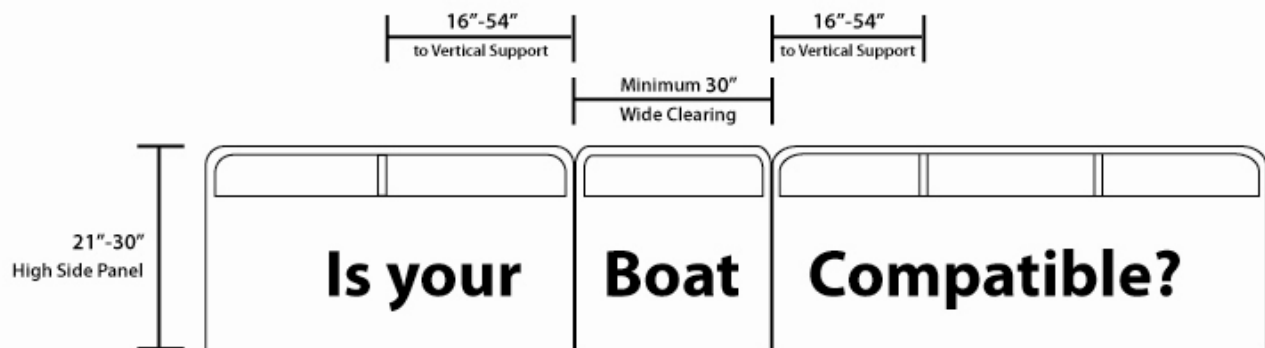 16”-54”
to Vertical Support
16”-54”
to Vertical Support
Minimum 30”
Wide Clearing
21”-30”
High Side Panel
Is your Boat Compatible?